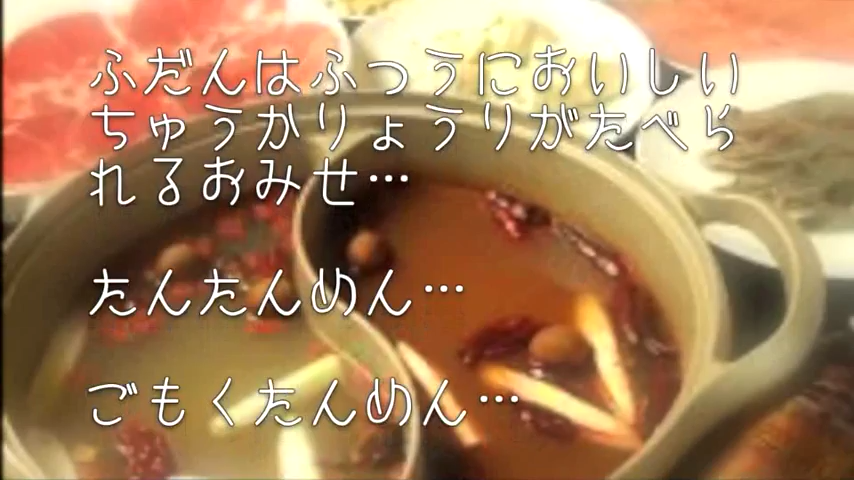 ふだんはふつうにおいしい
ちゅうかりょうりがたべら
れるおみせ…
たんたんめん…
ごもくたんめん…